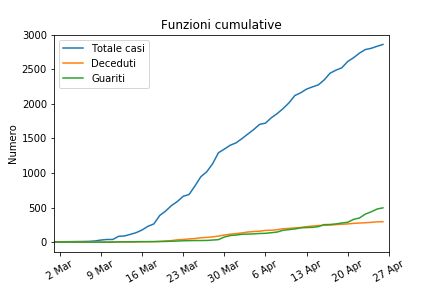 Funzioni cumulative
Totale casi
Deceduti
Guariti
Numero
3000
2500
2000
1500
1000
500
0
2 Mar
9 Mar
16 Mar
23 Mar
30 Mar
6 Apr
13 Apr
20 Apr
27 Apr